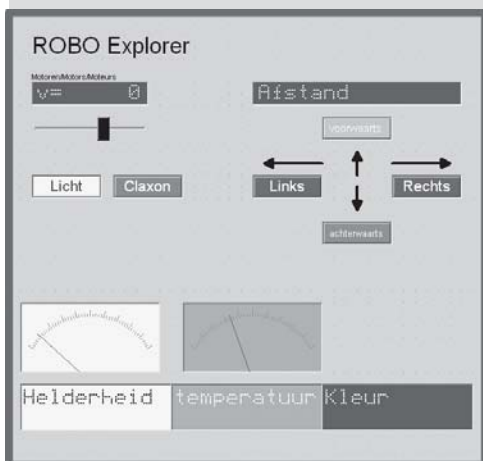 ROBO Explorer
Motoren/Motors/Moteurs
v= 0
Afstand
voorwaarts
Licht
Claxon
Links
Rechts
achterwaarts
Helderheid
temperatuur
Kleur